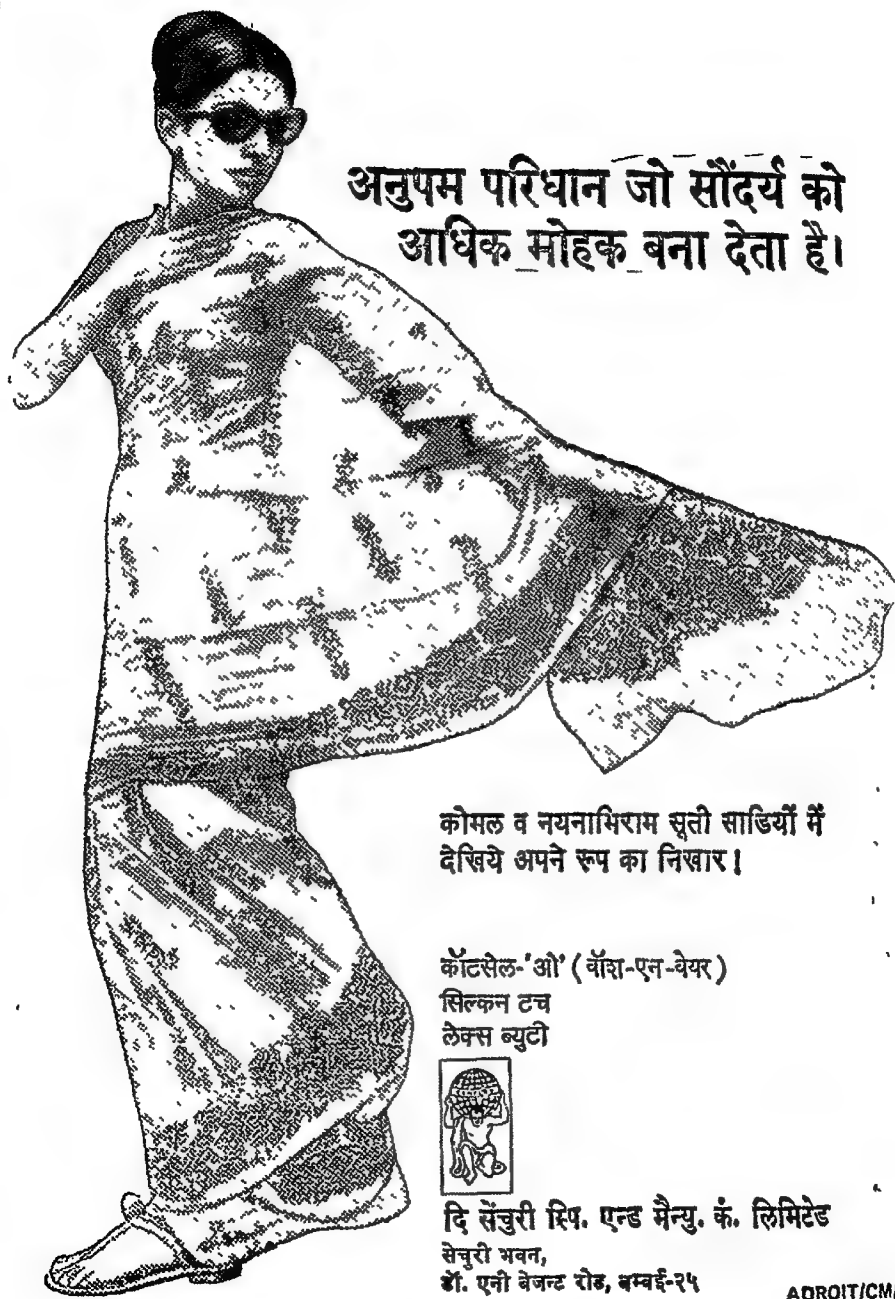 अनुपम परिधान जो सौंदर्य को
अधिक मोहक बना देता है।
कोमल व नयनाभिराम सूती साडियों में
देखिये अपने रूप का निखार!
कॉटसेल-'ओ' (वॉश-एन-वेयर)
सिल्कन टच
लेक्स ब्युटी
दि सेंचुरी स्पि. एन्ड मैन्यु. कं. लिमिटेड
सेचुरी भवन,
डॉ. एनी बेजन्ट रोड, बम्बई-२५
ADROIT/CM